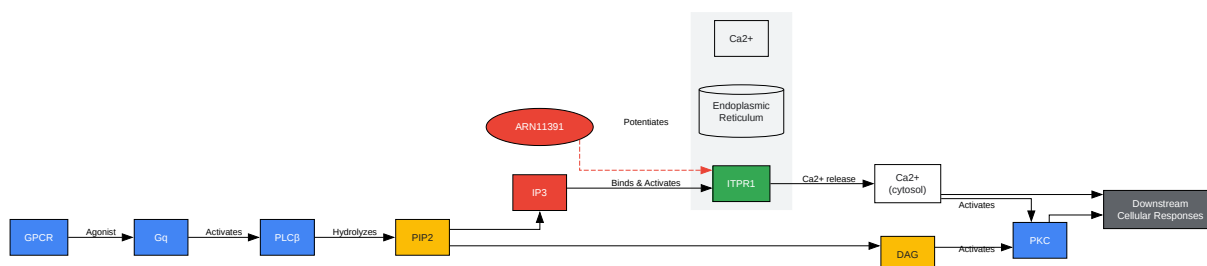 Ca2+
Endoplasmic
Reticulum
ARN11391
Potentiates
IP3
Binds & Activates
ITPR1
Ca2+ release
Ca2+
(cytosol)
Activates
Downstream
Cellular Responses
GPCR
Agonist
Gq
Activates
PLCβ
Hydrolyzes
PIP2
DAG
Activates
PKC